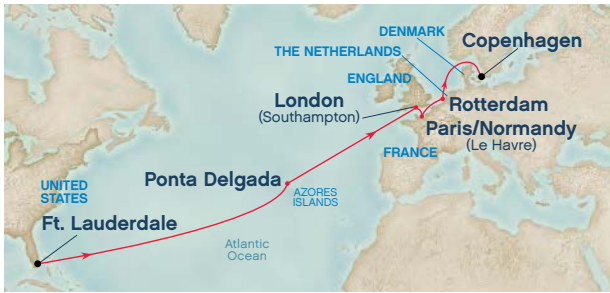 DENMARK
Copenhagen
THE NETHERLANDS
ENGLAND
London
(Southampton)
Rotterdam
Paris/Normandy
(Le Havre)
FRANCE
Ponta Delgada
AZORES
ISLANDS
UNITED
STATES
Ft. Lauderdale
Atlantic
Ocean